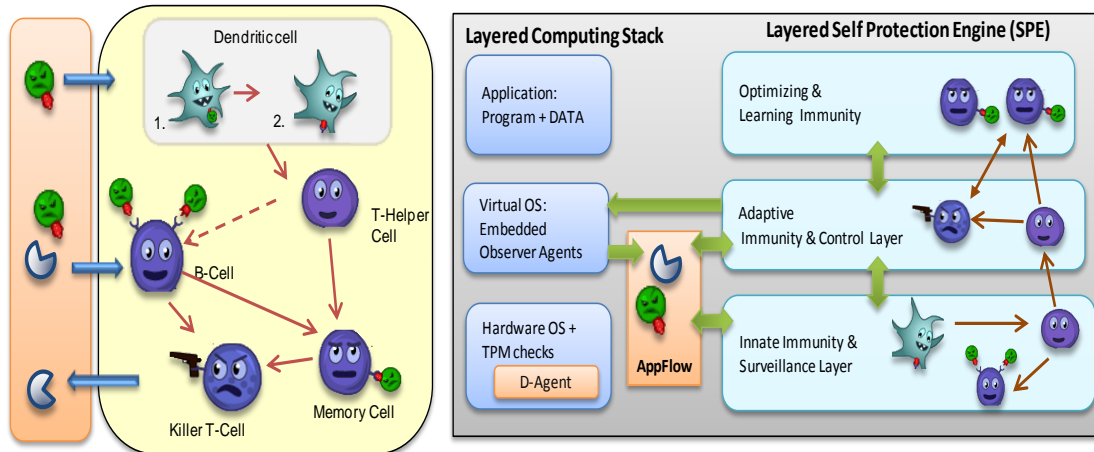 Dendritic cell
1.
2.
T-Helper
Cell
B-Cell
Memory Cell
Killer T-Cell
Layered Computing Stack
Layered Self Protection Engine (SPE)
Application:
Program + DATA
Optimizing &
Learning Immunity
Virtual OS:
Embedded
Observer Agents
Adaptive
Immunity & Control Layer
Hardware OS +
TPM checks
D-Agent
AppFlow
Innate Immunity &
Surveillance Layer